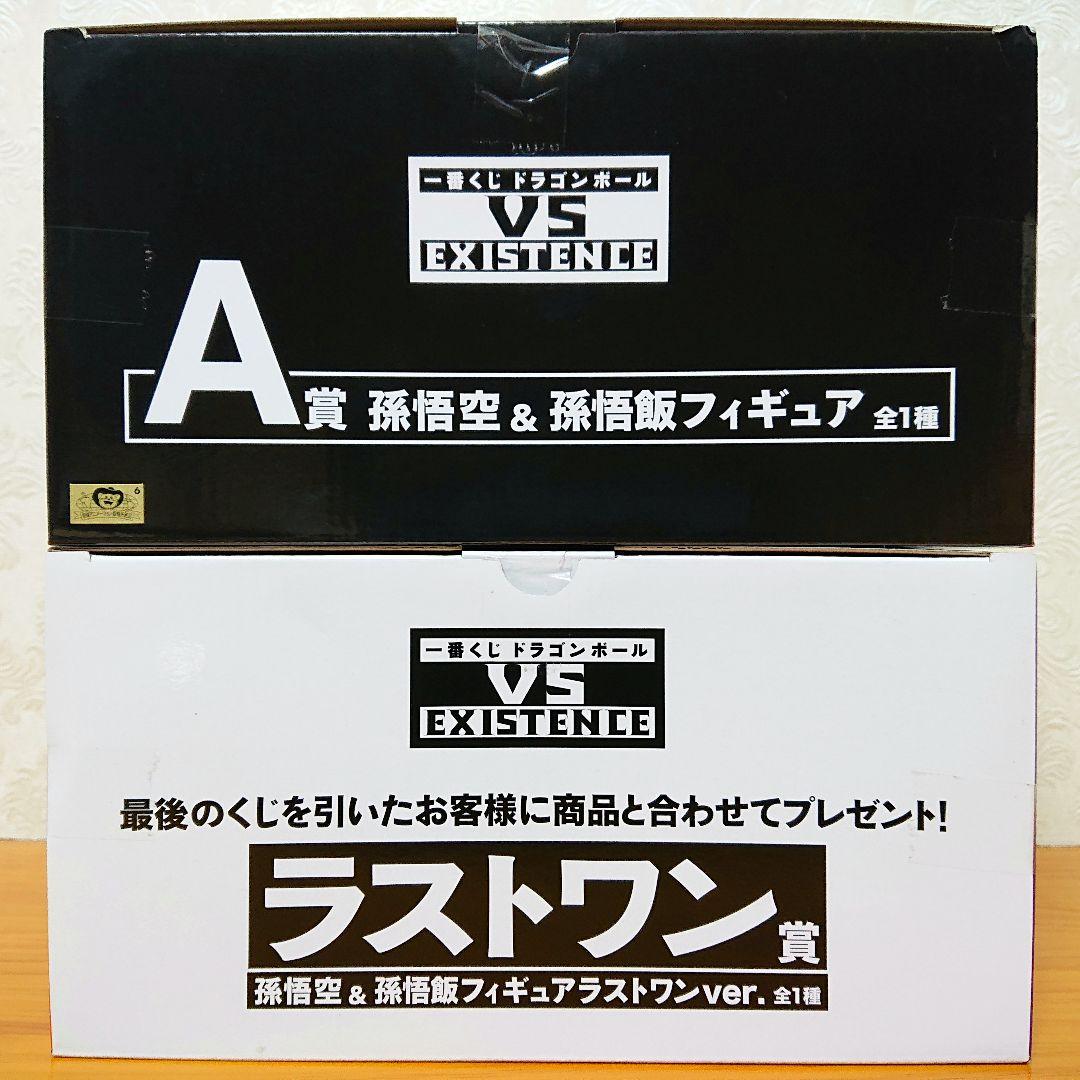 一番くじ ドラゴンボール
VS
EXISTENCE
A賞 孫悟空 & 孫悟飯フィギュア 全1種
6
一番くじ ドラゴンボール
VS
EXISTENCE
最後のくじを引いたお客様に商品と合わせてプレゼント!
ラストワン賞
孫悟空 & 孫悟飯フィギュアラストワンver. 全1種